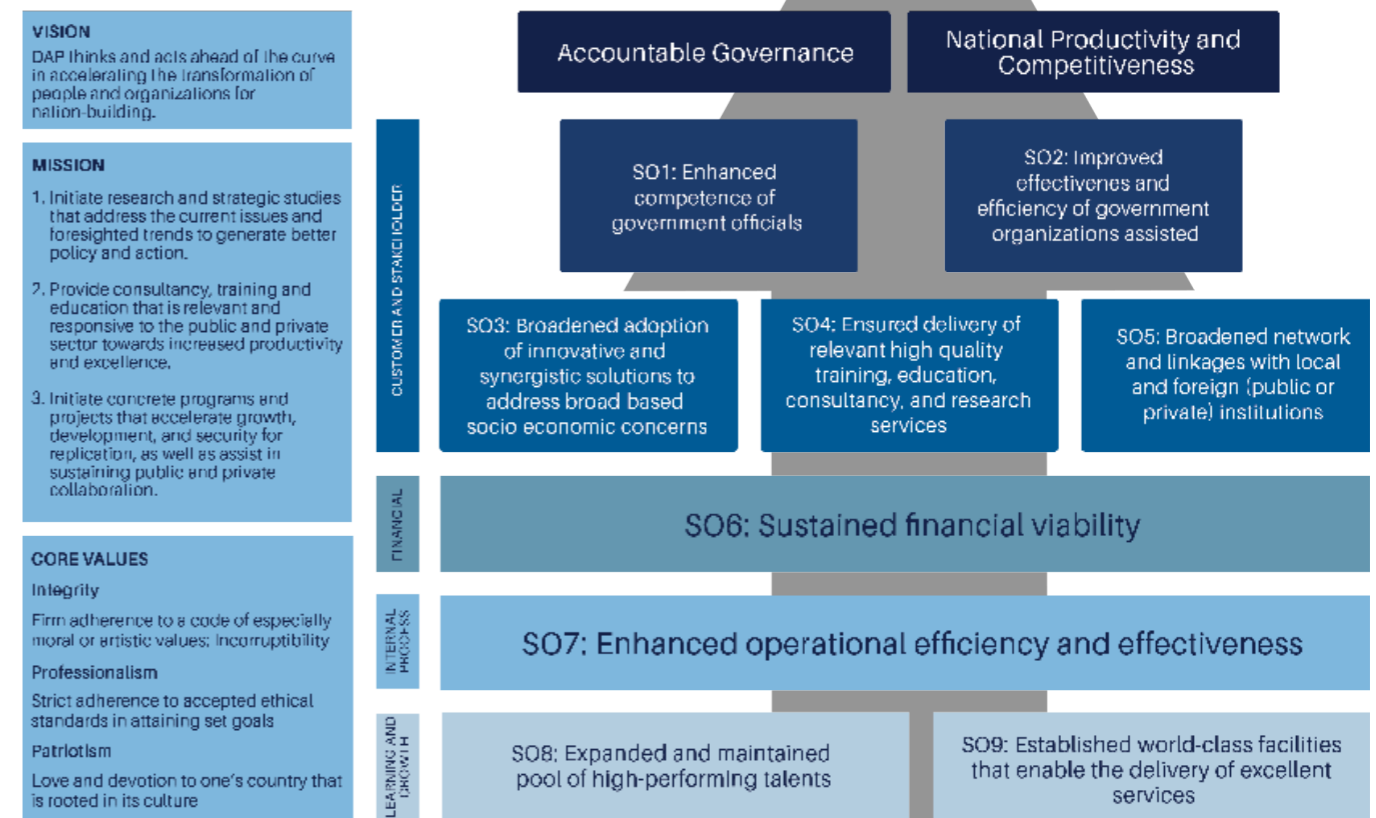 VISION
DAP thinks and acts ahead of the curve
in accelerating the transformation of
people and organizations for
nation-building.
MISSION
1. Initiate research and strategic studies
that address the current issues and
foresighted trends to generate better
policy and action.
2. Provide consultancy, training and
education that is relevant and
responsive to the public and private
sector towards increased productivity
and excellence.
3. Initiate concrete programs and
projects that accelerate growth,
development, and security for
replication, as well as assist in
sustaining public and private
collaboration.
CORE VALUES
Integrity
Firm adherence to a code of especially
moral or artistic values; Incorruptibility
Professionalism
Strict adherence to accepted ethical
standards in attaining set goals
Patriotism
Love and devotion to one's country that
is rooted in its culture
Accountable Governance
National Productivity and
Competitiveness
CUSTOMER AND STAKEHOLDER
SO1: Enhanced
competence of
government officials
SO2: Improved
effectivenes and
efficiency of government
organizations assisted
SO3: Broadened adoption
of innovative and
synergistic solutions to
address broad based
socio economic concerns
SO4: Ensured delivery of
relevant high quality
training, education,
consultancy, and research
services
SO5: Broadened network
and linkages with local
and foreign (public or
private) institutions
FINANCIAL
SO6: Sustained financial viability
INTERNAL
PROCESS
SO7: Enhanced operational efficiency and effectiveness
LEARNING AND
GROWTH
SO8: Expanded and maintained
pool of high-performing talents
SO9: Established world-class facilities
that enable the delivery of excellent
services